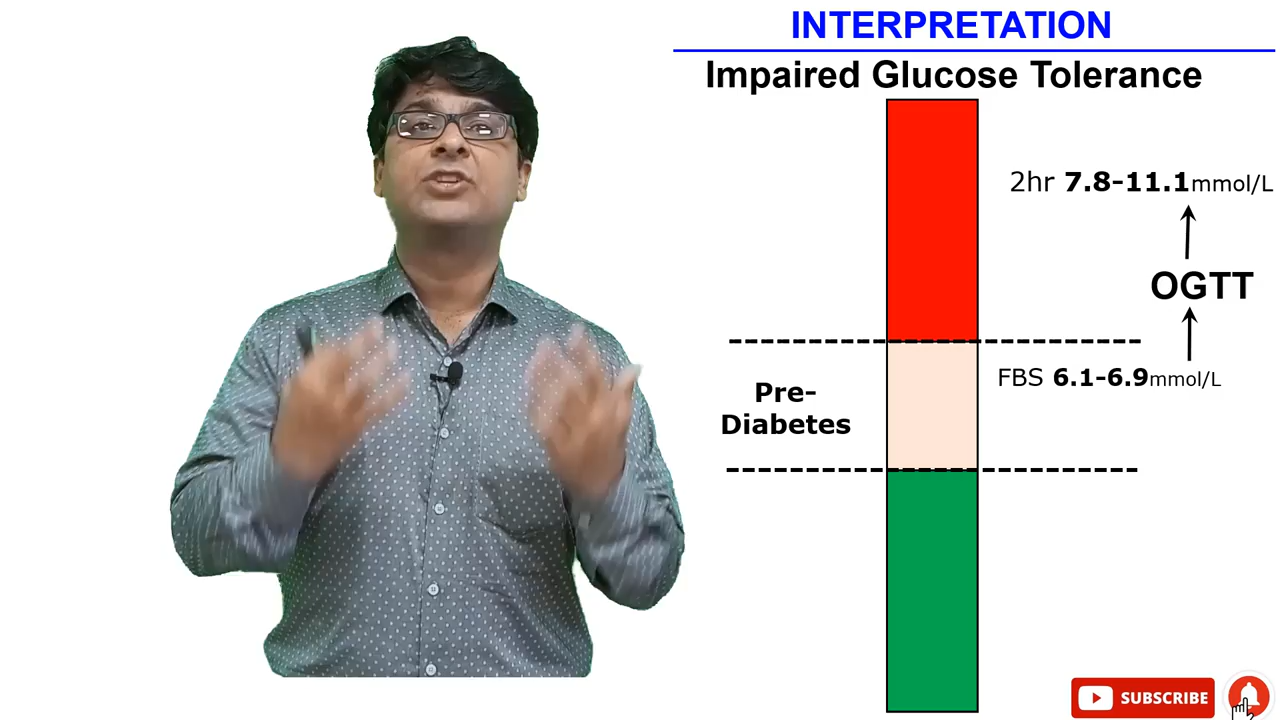 INTERPRETATION
Impaired Glucose Tolerance
2hr 7.8-11.1mmol/L
OGTT
FBS 6.1-6.9mmol/L
Pre-
Diabetes
SUBSCRIBE